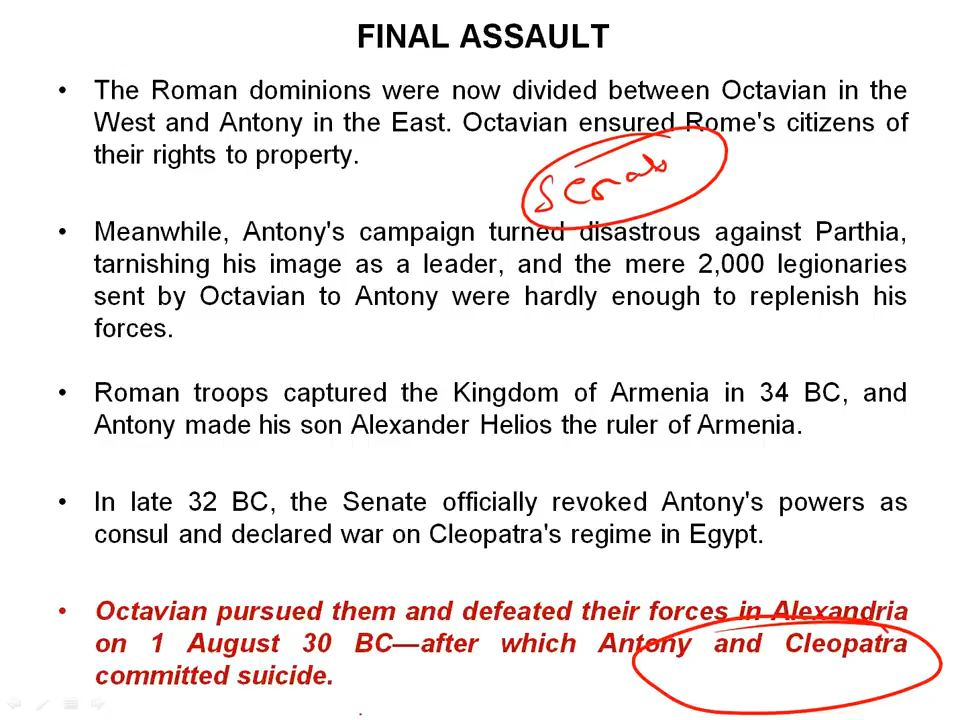 FINAL ASSAULT
• The Roman dominions were now divided between Octavian in the
West and Antony in the East. Octavian ensured Rome's citizens of
their rights to property.
Senate
• Meanwhile, Antony's campaign turned disastrous against Parthia,
tarnishing his image as a leader, and the mere 2,000 legionaries
sent by Octavian to Antony were hardly enough to replenish his
forces.
• Roman troops captured the Kingdom of Armenia in 34 BC, and
Antony made his son Alexander Helios the ruler of Armenia.
• In late 32 BC, the Senate officially revoked Antony's powers as
consul and declared war on Cleopatra's regime in Egypt.
• Octavian pursued them and defeated their forces in Alexandria
on 1 August 30 BC—after which Antony and Cleopatra
committed suicide.